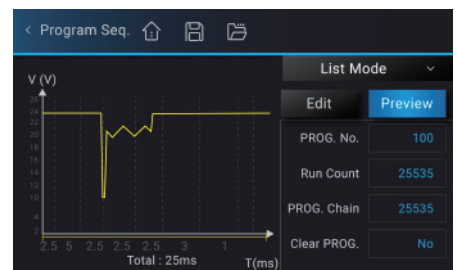 < Program Seq.
List Mode
V (V)
Edit Preview
26
24
22
20
18
16
14
12
10
4
2
PROG. No. 100
Run Count 25535
PROG. Chain 25535
Clear PROG. No
2.5 5 2.5 2.5 2.5 3 1
Total : 25ms T(ms)